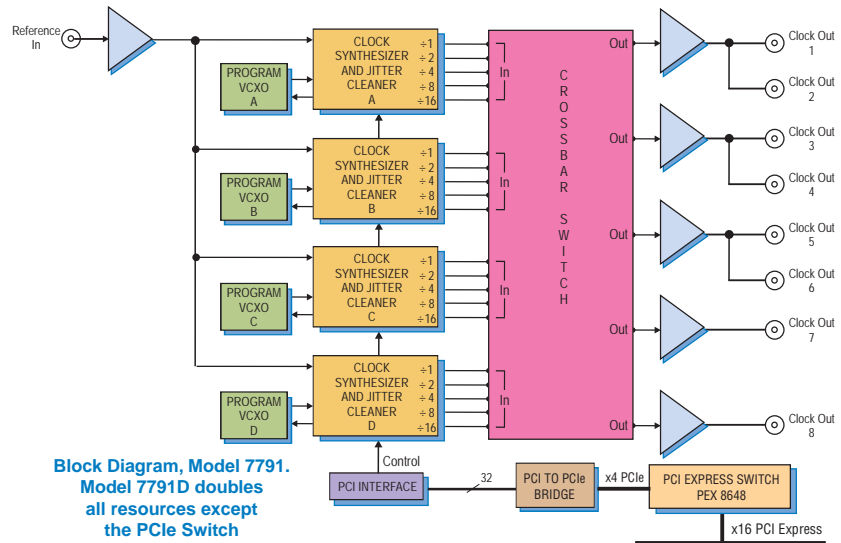 Reference
In
CLOCK
SYNTHESIZER
AND JITTER
CLEANER
A
÷1
÷2
÷4
÷8
÷16
PROGRAM
VCXO
A
In
CLOCK
SYNTHESIZER
AND JITTER
CLEANER
B
÷1
÷2
÷4
÷8
÷16
PROGRAM
VCXO
B
In
CLOCK
SYNTHESIZER
AND JITTER
CLEANER
C
÷1
÷2
÷4
÷8
÷16
PROGRAM
VCXO
C
In
CLOCK
SYNTHESIZER
AND JITTER
CLEANER
D
÷1
÷2
÷4
÷8
÷16
PROGRAM
VCXO
D
In
CROSSBAR SWITCH
Out
Out
Out
Out
Out
Clock Out
1
Clock Out
2
Clock Out
3
Clock Out
4
Clock Out
5
Clock Out
6
Clock Out
7
Clock Out
8
Control
PCI INTERFACE
32
PCI TO PCIe
BRIDGE
x4 PCIe
PCI EXPRESS SWITCH
PEX 8648
x16 PCI Express
Block Diagram, Model 7791.
Model 7791D doubles
all resources except
the PCIe Switch